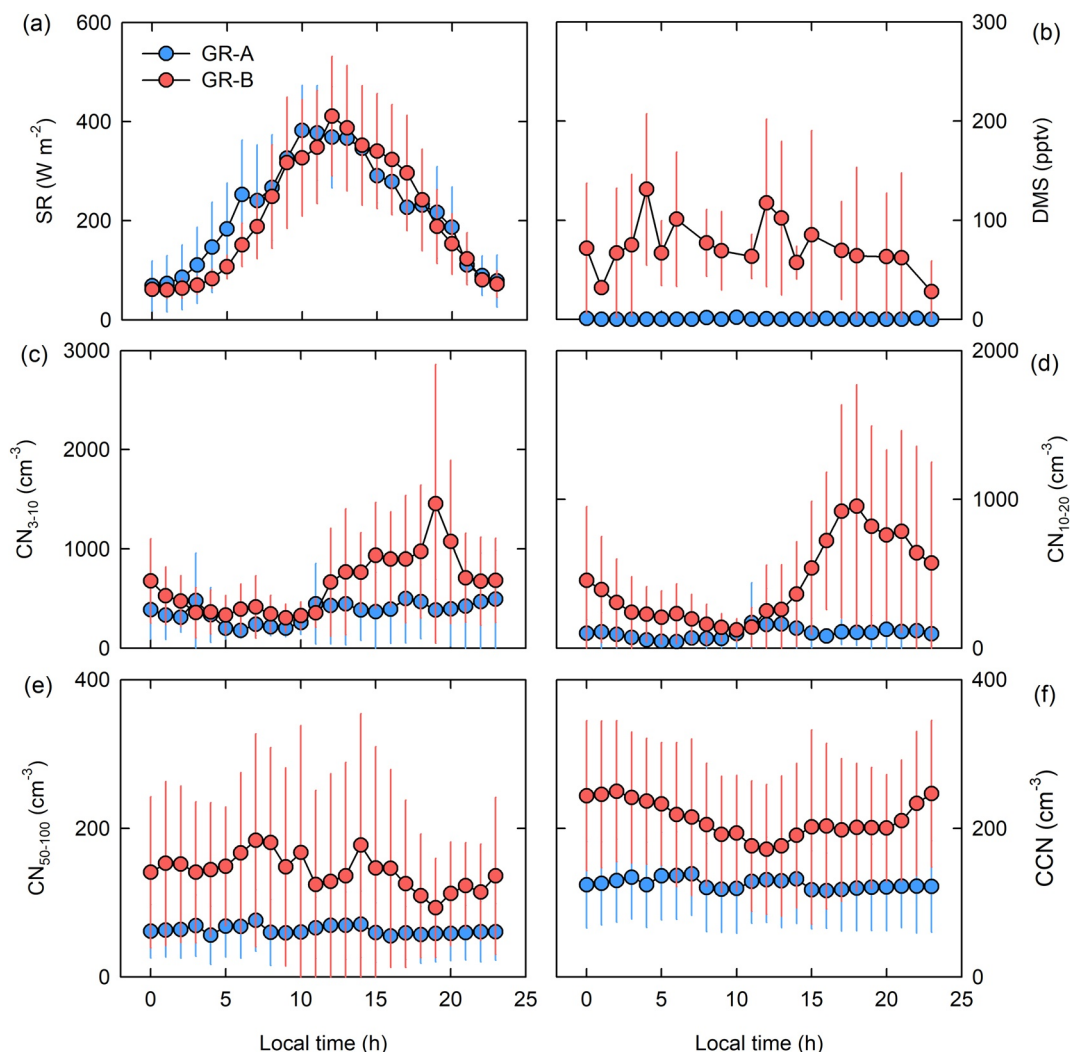 (a)
600
400
200
0
SR (W m-2)
GR-A
GR-B
(b)
300
200
100
0
DMS (pptv)
(c)
3000
2000
1000
0
CN3-10 (cm-3)
(d)
2000
1000
0
CN10-20 (cm-3)
(e)
400
200
0
CN50-100 (cm-3)
0 5 10 15 20 25
Local time (h)
(f)
400
200
0
CCN (cm-3)
0 5 11 15 20 25
Local time (h)